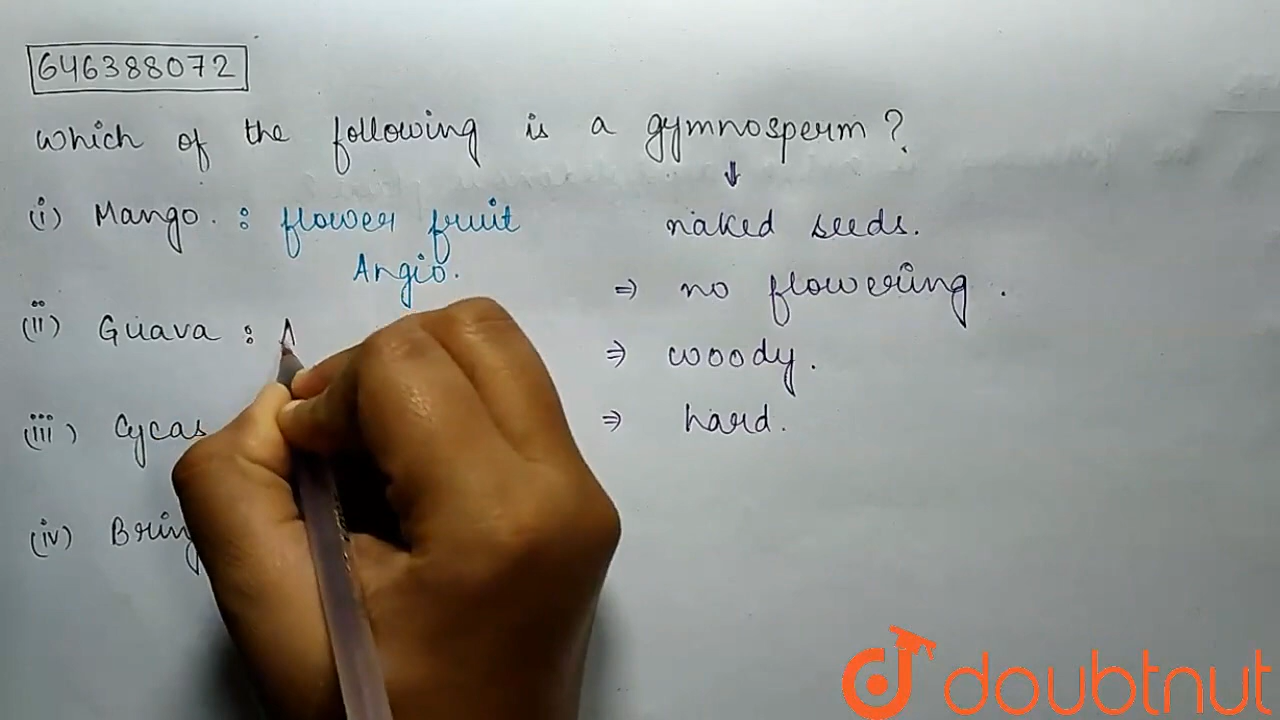 646388072
Which of the following is a gymnosperm?
(i) Mango. : flower fruit
Angio.
naked seeds.
⇒ no flowering.
(ii) Guava : A
⇒ woody.
(iii) Cycas
⇒ hard.
(iv) Bring
doubtnut